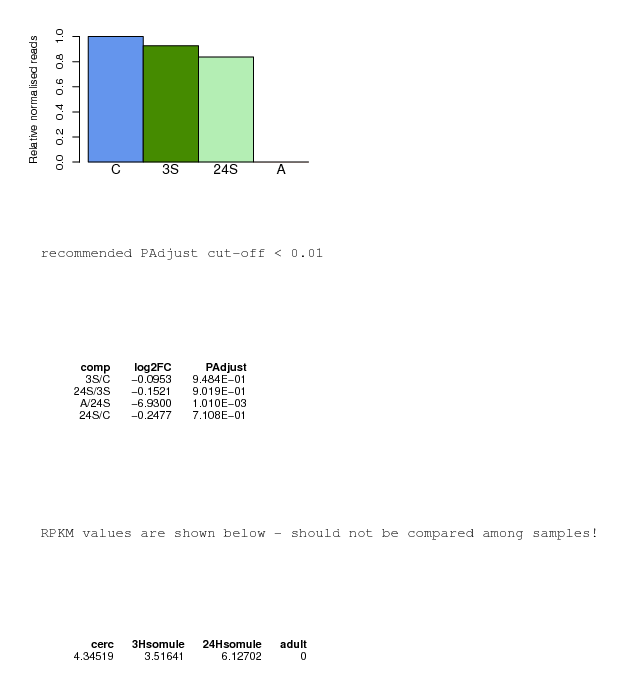 Relative normalised reads
1.0
0.8
0.6
0.4
0.2
0.0
C 3S 24S A
recommended PAdjust cut-off < 0.01
comp log2FC PAdjust
3S/C −0.0953 9.484E−01
24S/3S −0.1521 9.019E−01
A/24S −6.9300 1.010E−03
24S/C −0.2477 7.108E−01
RPKM values are shown below - should not be compared among samples!
cerc 3Hsomule 24Hsomule adult
4.34519 3.51641 6.12702 0